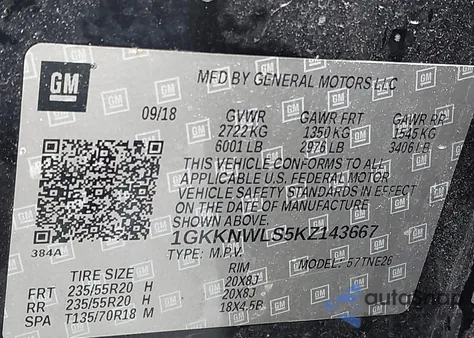 GM
MFD BY GENERAL MOTORS LLC
09/18 GVWR GAWR FRT GAWR RR
2722 KG 1350 KG 1545 KG
6001 LB 2976 LB 3406 LB
THIS VEHICLE CONFORMS TO ALL
APPLICABLE U.S. FEDERAL MOTOR
VEHICLE SAFETY STANDARDS IN EFFECT
ON THE DATE OF MANUFACTURE
SHOWN ABOVE.
1GKKNWLS5KZ143667
384A
TYPE: M.P.V. MODEL: 57TNE26
TIRE SIZE RIM
FRT 235/55R20 H 20X8J
RR 235/55R20 H 20X8J
SPA T135/70R18 M 18X4.5B
autoSnap